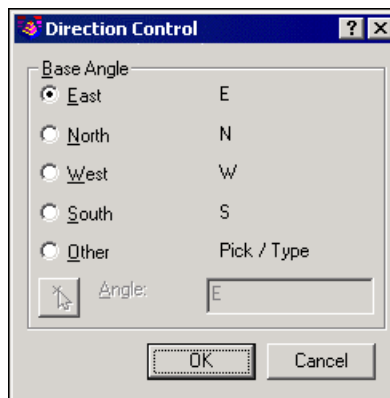 Direction Control
? X
Base Angle
East E
North N
West W
South S
Other Pick / Type
Angle: E
OK Cancel